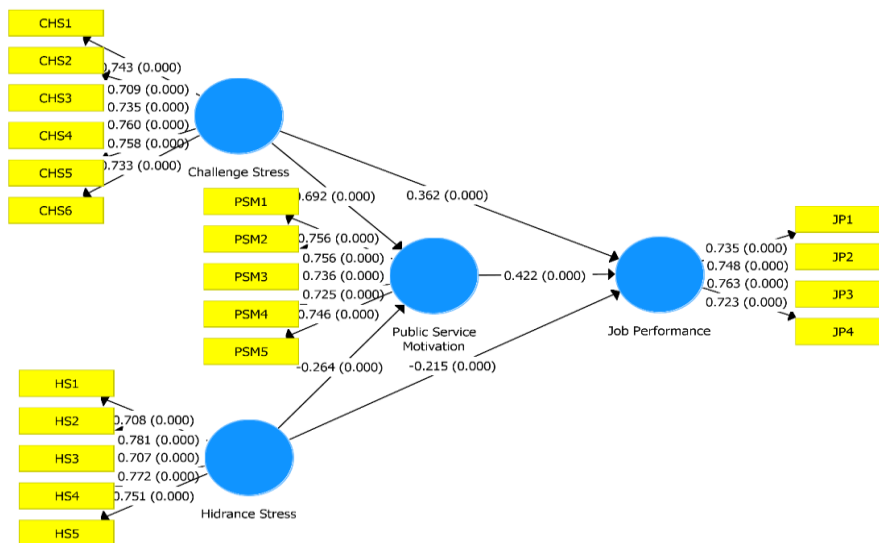 CHS1
CHS2
CHS3
CHS4
CHS5
CHS6
0.743 (0.000)
0.709 (0.000)
0.735 (0.000)
0.760 (0.000)
0.758 (0.000)
0.733 (0.000)
Challenge Stress
0.692 (0.000)
0.362 (0.000)
PSM1
PSM2
PSM3
PSM4
PSM5
0.756 (0.000)
0.756 (0.000)
0.736 (0.000)
0.725 (0.000)
0.746 (0.000)
Public Service
Motivation
0.422 (0.000)
-0.264 (0.000)
-0.215 (0.000)
Job Performance
0.735 (0.000)
0.748 (0.000)
0.763 (0.000)
0.723 (0.000)
JP1
JP2
JP3
JP4
HS1
HS2
HS3
HS4
HS5
0.708 (0.000)
0.781 (0.000)
0.707 (0.000)
0.772 (0.000)
0.751 (0.000)
Hidrance Stress